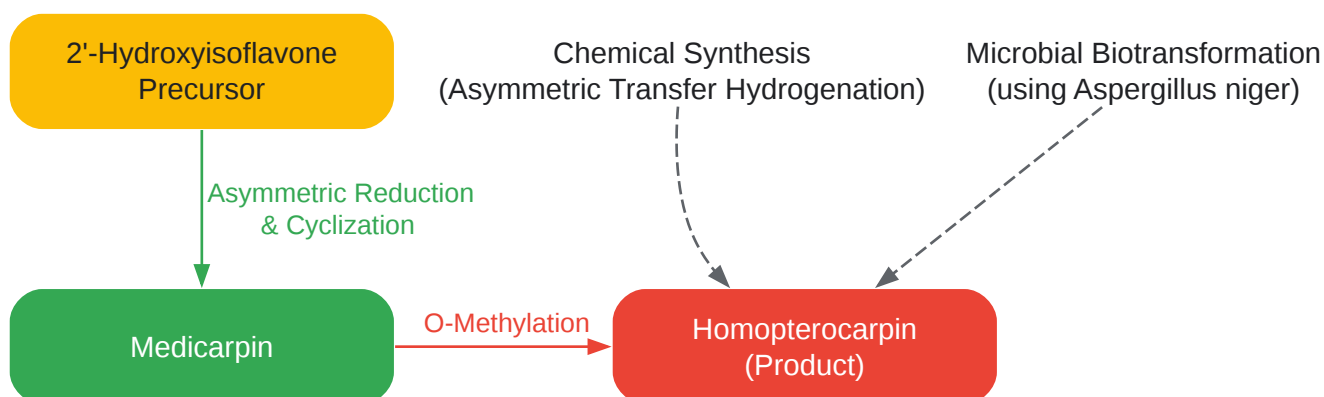 2'-Hydroxyisoflavone
Precursor
Chemical Synthesis
(Asymmetric Transfer Hydrogenation)
Microbial Biotransformation
(using Aspergillus niger)
Asymmetric Reduction
& Cyclization
Medicarpin
O-Methylation
Homopterocarpin
(Product)